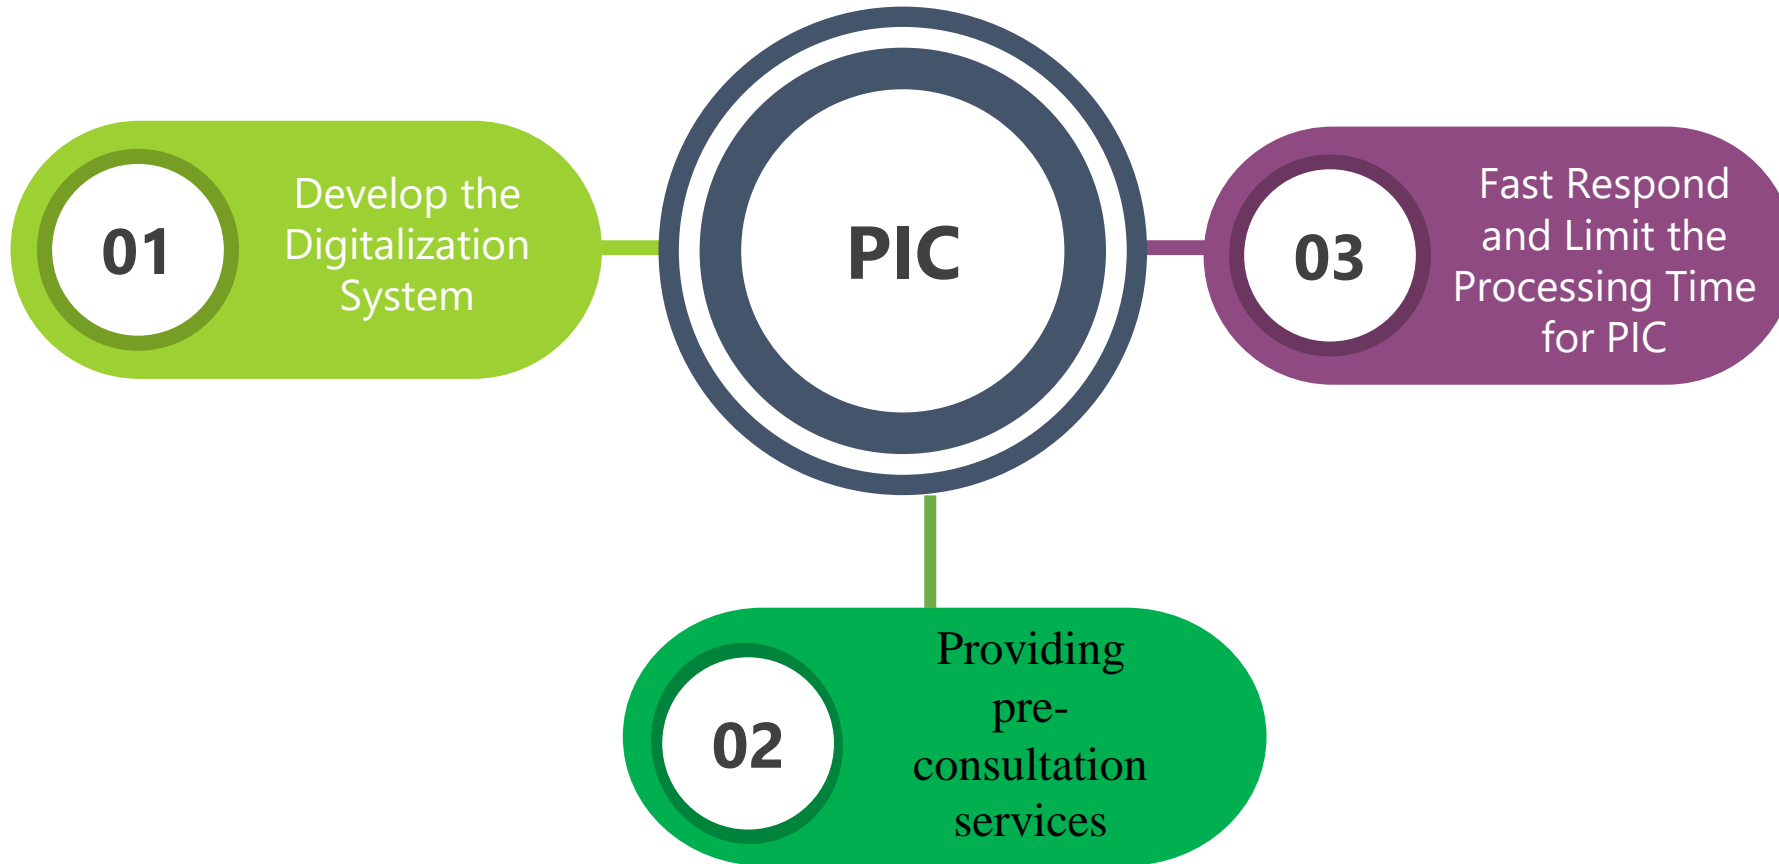 PIC
01
Develop the
Digitalization
System
02
Providing
pre-
consultation
services
03
Fast Respond
and Limit the
Processing Time
for PIC